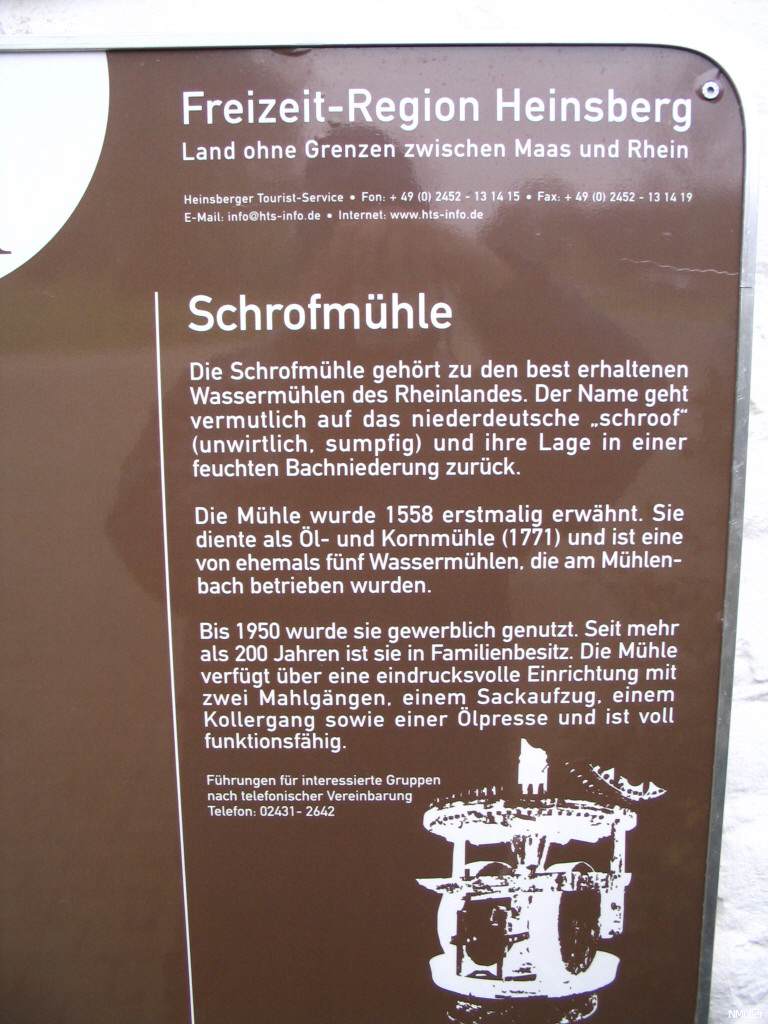 Freizeit-Region Heinsberg
Land ohne Grenzen zwischen Maas und Rhein
Heinsberger Tourist-Service • Fon: + 49 (0) 2452 - 13 14 15 • Fax: + 49 (0) 2452 - 13 14 19
E-Mail: info@hts-info.de • Internet: www.hts-info.de
Schrofmühle
Die Schrofmühle gehört zu den best erhaltenen
Wassermühlen des Rheinlandes. Der Name geht
vermutlich auf das niederdeutsche „schroof“
(unwirtlich, sumpfig) und ihre Lage in einer
feuchten Bachniederung zurück.
Die Mühle wurde 1558 erstmalig erwähnt. Sie
diente als Öl- und Kornmühle (1771) und ist eine
von ehemals fünf Wassermühlen, die am Mühlen-
bach betrieben wurden.
Bis 1950 wurde sie gewerblich genutzt. Seit mehr
als 200 Jahren ist sie in Familienbesitz. Die Mühle
verfügt über eine eindrucksvolle Einrichtung mit
zwei Mahlgängen, einem Sackaufzug, einem
Kollergang sowie einer Ölpresse und ist voll
funktionsfähig.
Führungen für interessierte Gruppen
nach telefonischer Vereinbarung
Telefon: 02431- 2642
NMüller